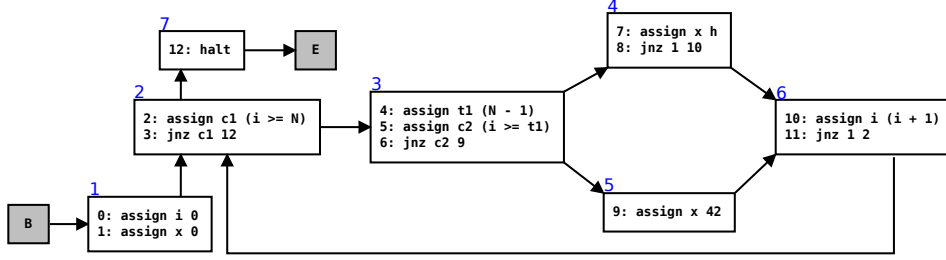 B
1
0: assign i 0
1: assign x 0
2
2: assign c1 (i >= N)
3: jnz c1 12
7
12: halt
E
3
4: assign t1 (N - 1)
5: assign c2 (i >= t1)
6: jnz c2 9
4
7: assign x h
8: jnz 1 10
5
9: assign x 42
6
10: assign i (i + 1)
11: jnz 1 2